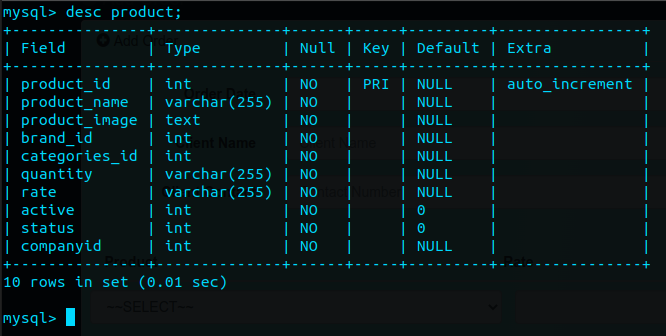 mysql> desc product;
+---------------+--------------+------+-----+---------+----------------+
| Field         | Type         | Null | Key | Default | Extra          |
+---------------+--------------+------+-----+---------+----------------+
| product_id    | int          | NO   | PRI | NULL    | auto_increment |
| product_name  | varchar(255) | NO   |     | NULL    |                |
| product_image | text         | NO   |     | NULL    |                |
| brand_id      | int          | NO   |     | NULL    |                |
| categories_id | int          | NO   |     | NULL    |                |
| quantity      | varchar(255) | NO   |     | NULL    |                |
| rate          | varchar(255) | NO   |     | NULL    |                |
| active        | int          | NO   |     | 0       |                |
| status        | int          | NO   |     | 0       |                |
| companyid     | int          | NO   |     | NULL    |                |
+---------------+--------------+------+-----+---------+----------------+
10 rows in set (0.01 sec)
~~SELECT~~
mysql>